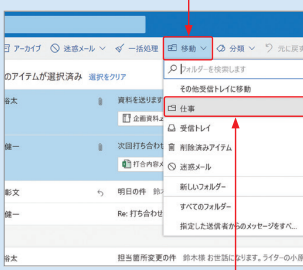 アーカイブ 迷惑メール 一括処理 移動 分類 元に戻
のアイテムが選択済み 選択をクリア
フォルダーを検索します
その他受信トレイに移動
裕太 資料を送ります
企画資料
仕事
受信トレイ
健一 次回打ち合わせ
削除済みアイテム
打合内容
迷惑メール
彰文 明日の件 鈴木
新しいフォルダー
健一 Re: 打ち合わせ
すべてのフォルダー
指定した送信者からのメッセージをすべ...
裕太 担当箇所変更の件 鈴木様 お世話になります。ライターの小渡